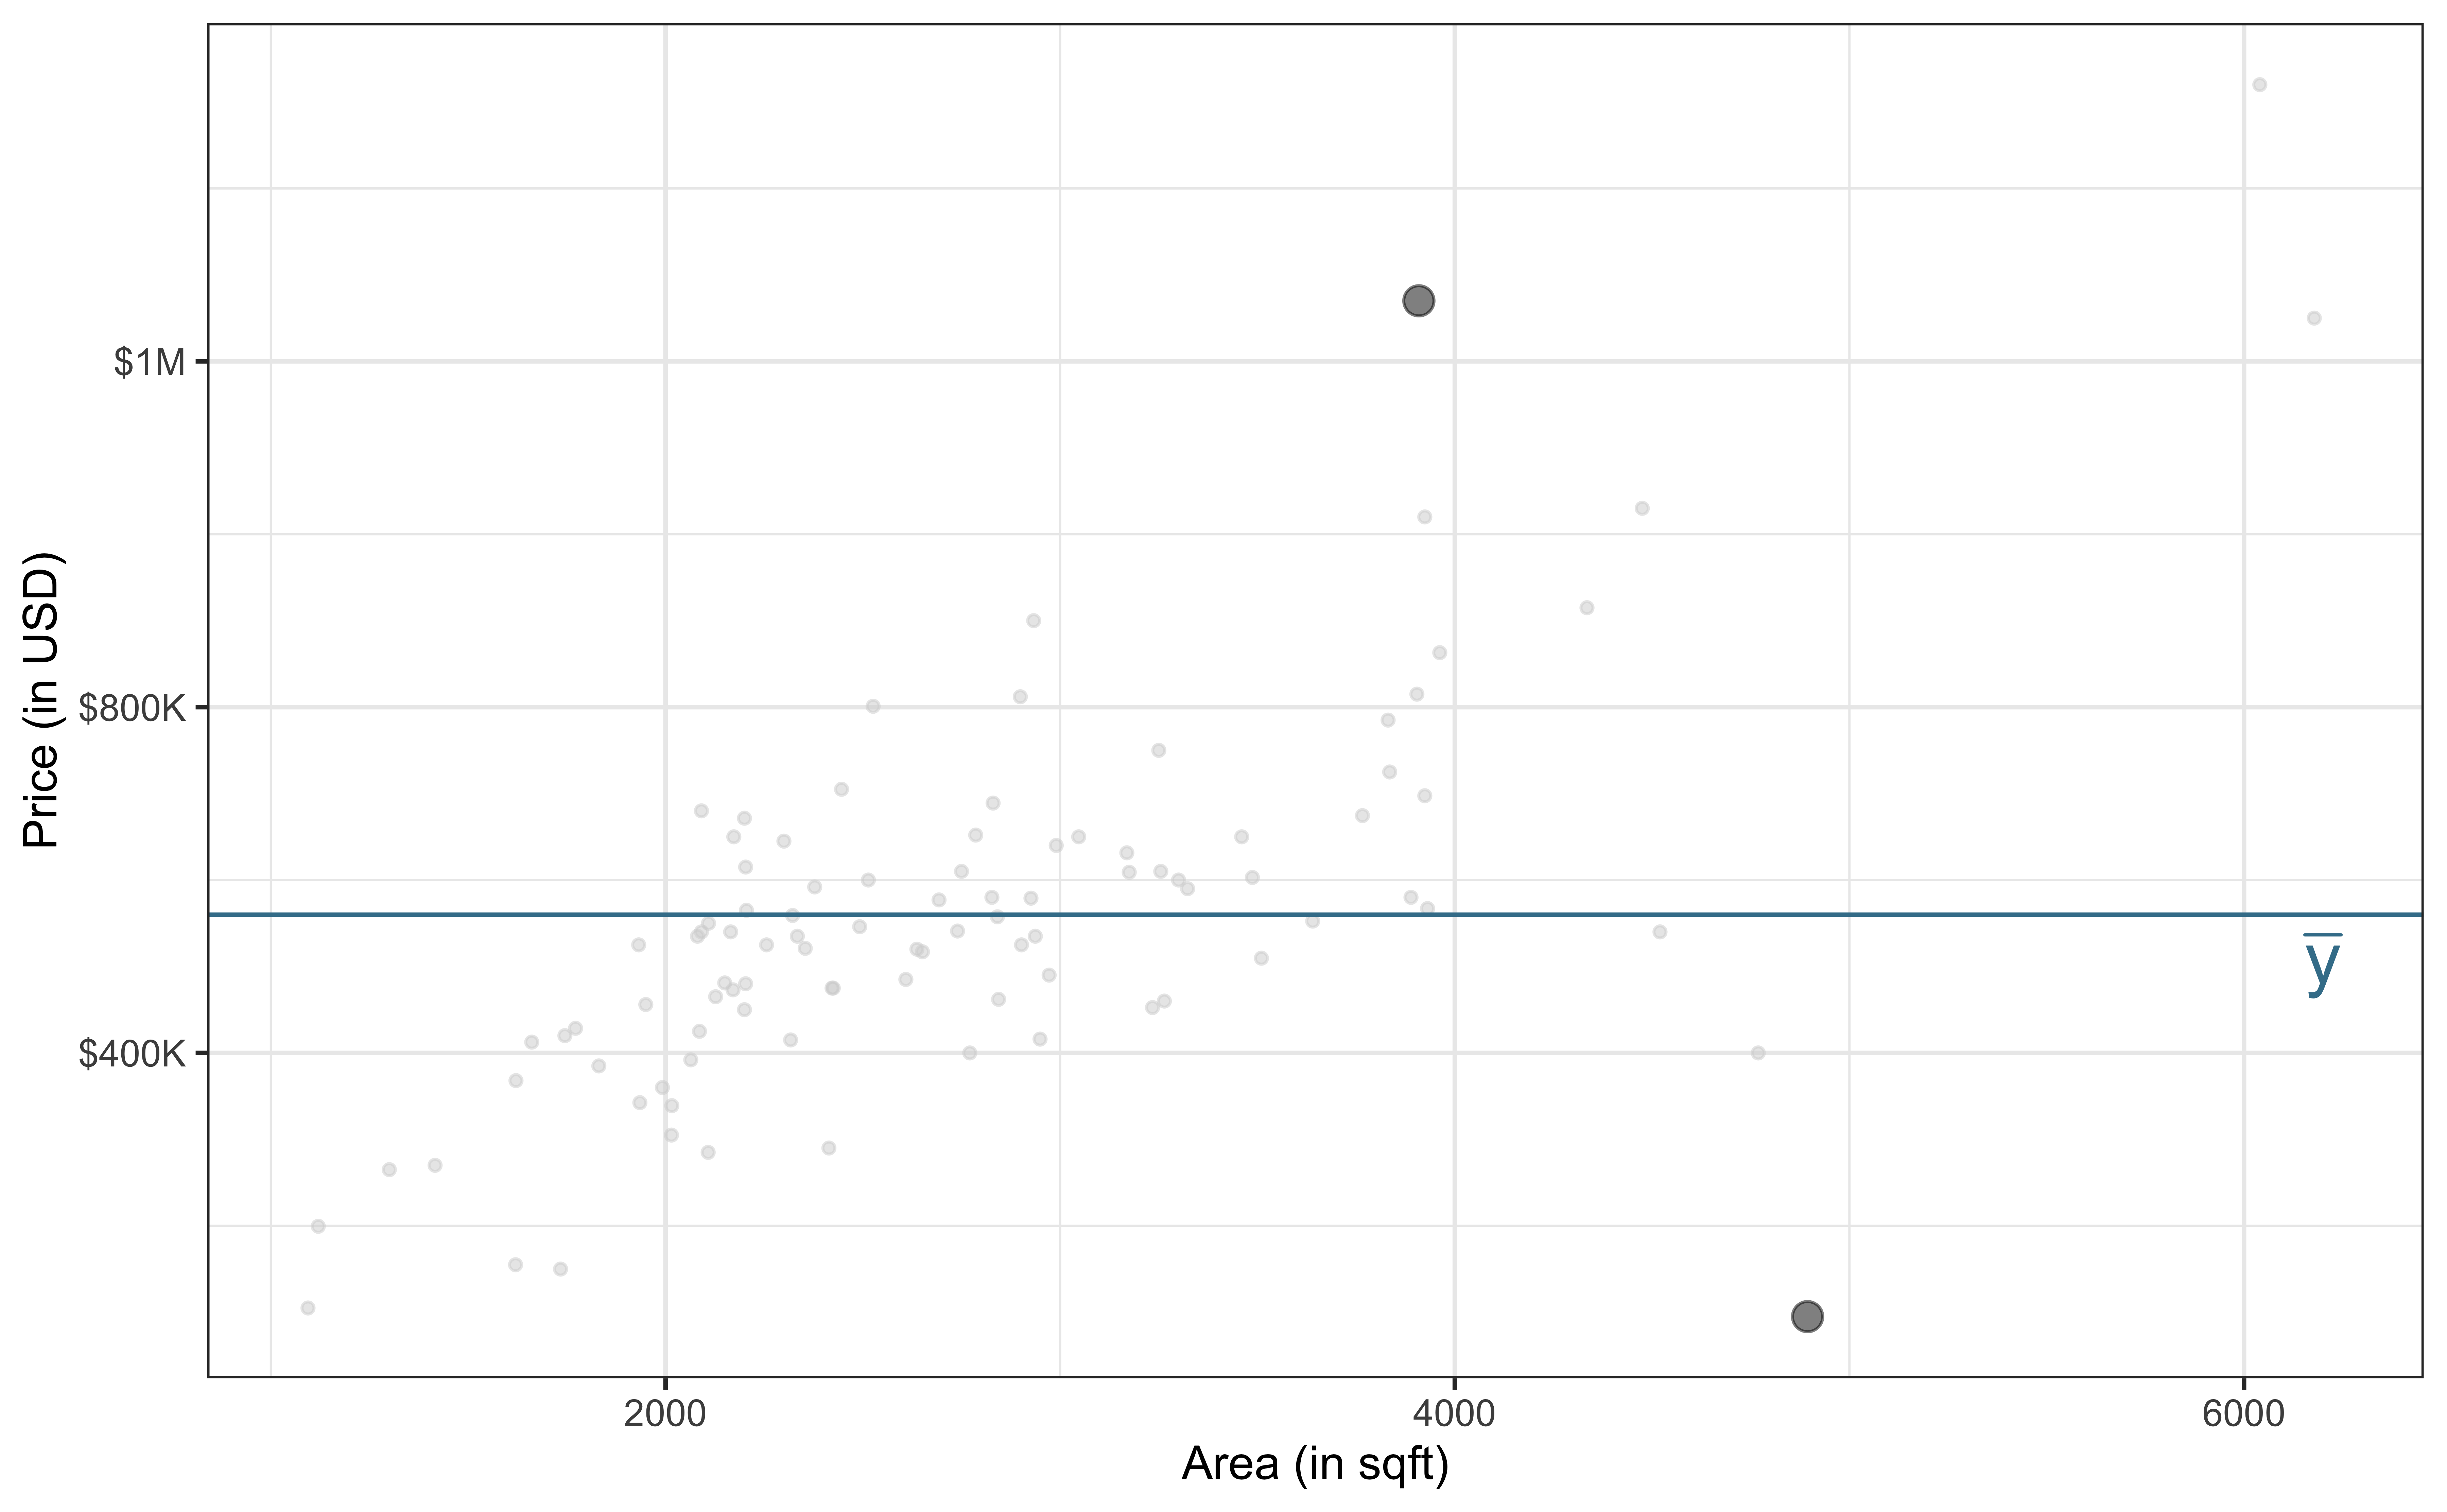 $1M
$800K
$400K
Price (in USD)
y̅
2000 4000 6000
Area (in sqft)